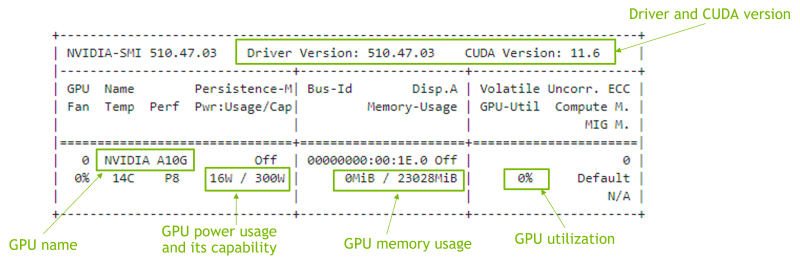 Driver and CUDA version
NVIDIA-SMI 510.47.03 Driver Version: 510.47.03 CUDA Version: 11.6
GPU Name Persistence-M| Bus-Id Disp.A | Volatile Uncorr. ECC
Fan Temp Perf Pwr:Usage/Cap| Memory-Usage | GPU-Util Compute M.
MIG M.
0 NVIDIA A10G Off | 00000000:00:1E.0 Off | 0
0% 14C P8 16W / 300W | 0MiB / 23028MiB | 0% Default
N/A
GPU name
GPU power usage
and its capability
GPU memory usage
GPU utilization